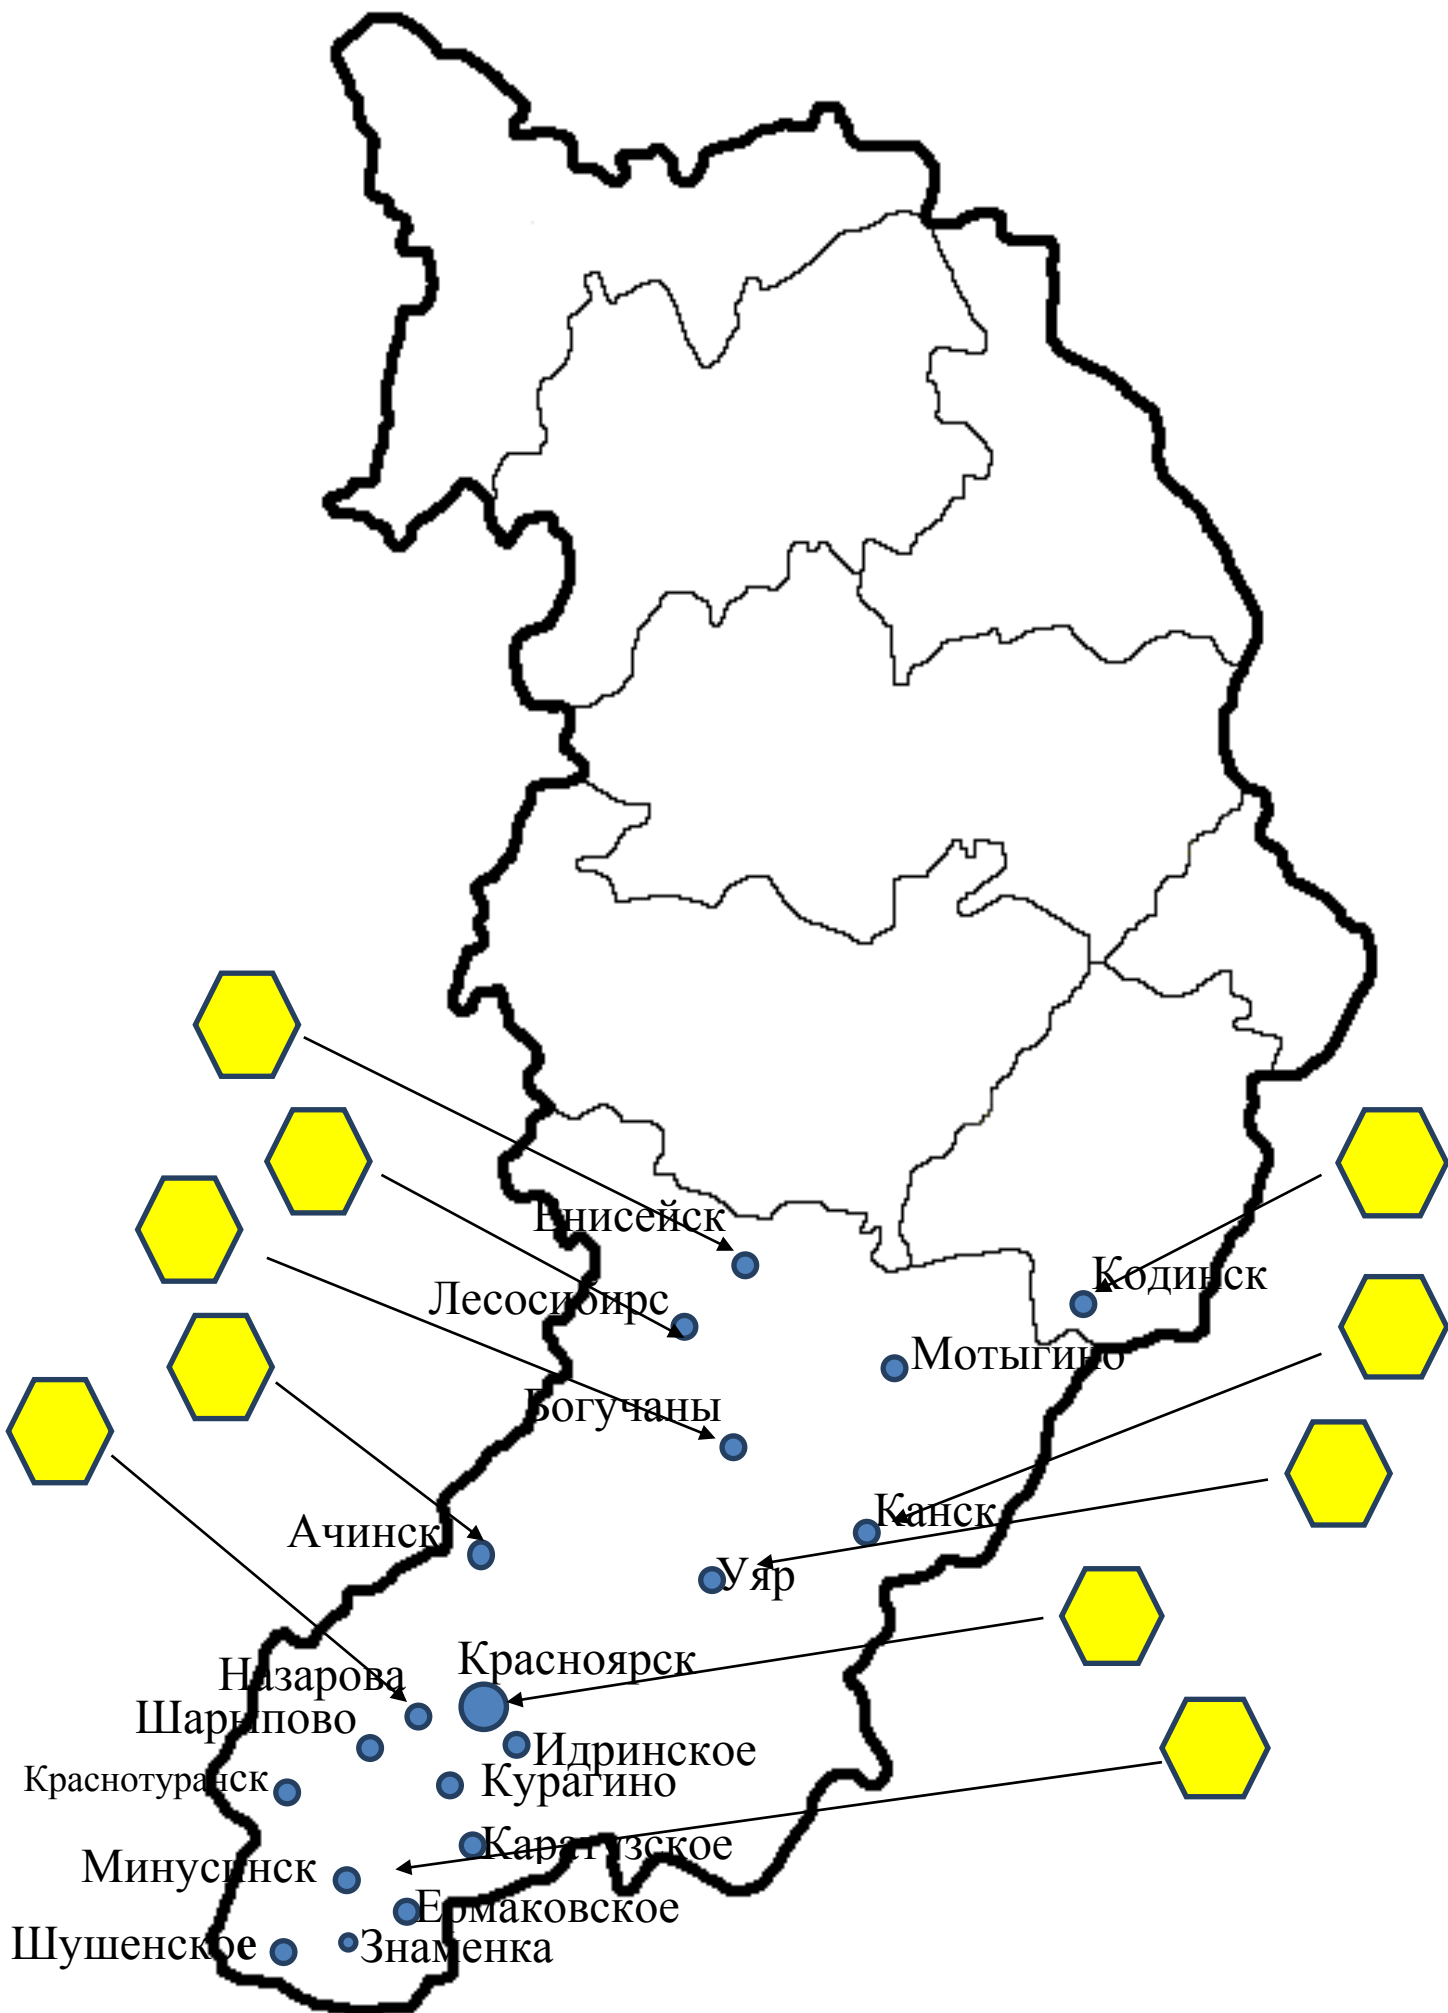 Енисейск
Кодинск
Лесосибирс
Мотыгино
Богучаны
Канск
Ачинск
Уяр
Красноярск
Назарова
Шарыпово
Идринское
Краснотуранск
Курагино
Каратузское
Минусинск
Ермаковское
Шушенское
Знаменка